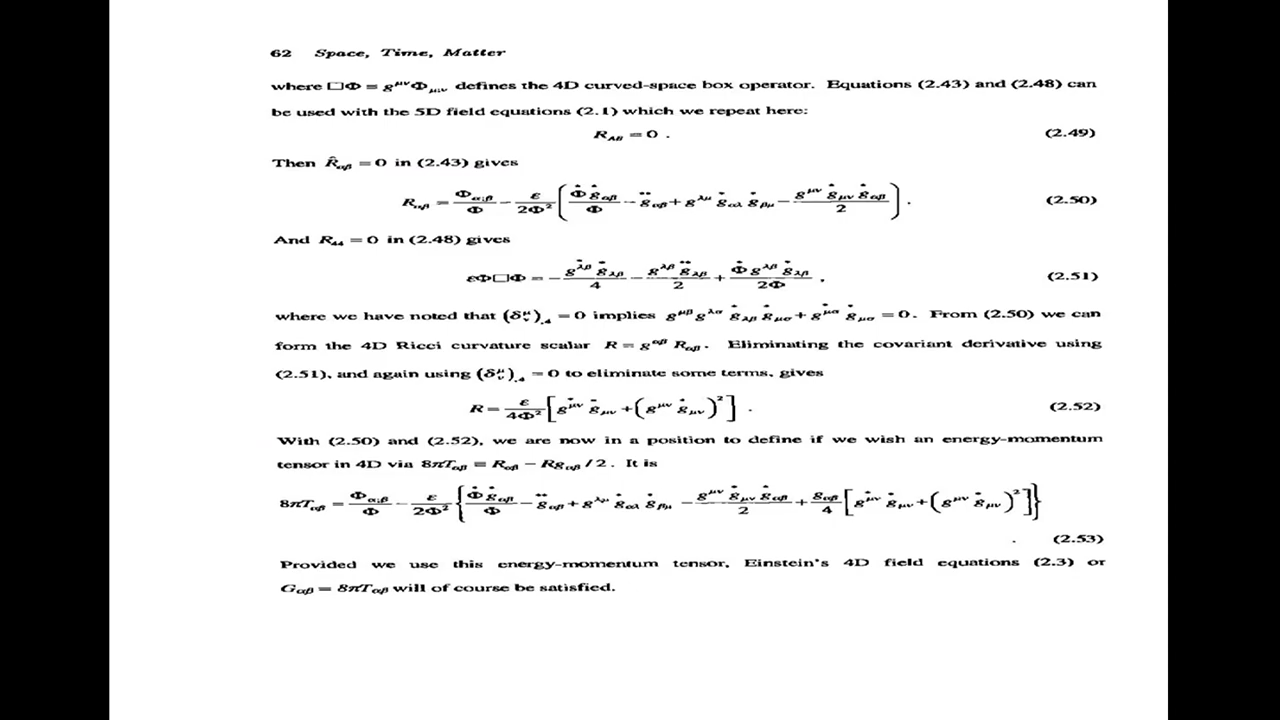 62 Space, Time, Matter
where □Φ ≡ g^{μν}Φ_{μ;ν} defines the 4D curved-space box operator. Equations (2.43) and (2.48) can
be used with the 5D field equations (2.1) which we repeat here:
R_{AB} = 0 . (2.49)
Then R̂_{αβ} = 0 in (2.43) gives
R_{αβ} = Φ_{α;β}/Φ − ε/2Φ² ( Φ̇ ġ_{αβ}/Φ − g̈_{αβ} + g^{λμ} ġ_{αλ} ġ_{βμ} − g^{μν} ġ_{μν} ġ_{αβ}/2 ) . (2.50)
And R_{44} = 0 in (2.48) gives
εΦ□Φ = − ġ^{λβ} ġ_{λβ}/4 − g^{λβ} g̈_{λβ}/2 + Φ̇ g^{λβ} ġ_{λβ}/2Φ , (2.51)
where we have noted that (δ^μ_ν)_{,4} = 0 implies g^{μβ} g^{λσ} ġ_{λβ} ġ_{μσ} + ġ^{μσ} ġ_{μσ} = 0. From (2.50) we can
form the 4D Ricci curvature scalar R = g^{αβ} R_{αβ}. Eliminating the covariant derivative using
(2.51), and again using (δ^μ_ν)_{,4} = 0 to eliminate some terms, gives
R = ε/4Φ² [ ġ^{μν} ġ_{μν} + ( g^{μν} ġ_{μν} )² ] . (2.52)
With (2.50) and (2.52), we are now in a position to define if we wish an energy-momentum
tensor in 4D via 8πT_{αβ} ≡ R_{αβ} − Rg_{αβ} / 2. It is
8πT_{αβ} = Φ_{α;β}/Φ − ε/2Φ² { Φ̇ ġ_{αβ}/Φ − g̈_{αβ} + g^{λμ} ġ_{αλ} ġ_{βμ} − g^{μν} ġ_{μν} ġ_{αβ}/2 + g_{αβ}/4 [ ġ^{μν} ġ_{μν} + ( g^{μν} ġ_{μν} )² ] }
. (2.53)
Provided we use this energy-momentum tensor, Einstein's 4D field equations (2.3) or
G_{αβ} = 8πT_{αβ} will of course be satisfied.